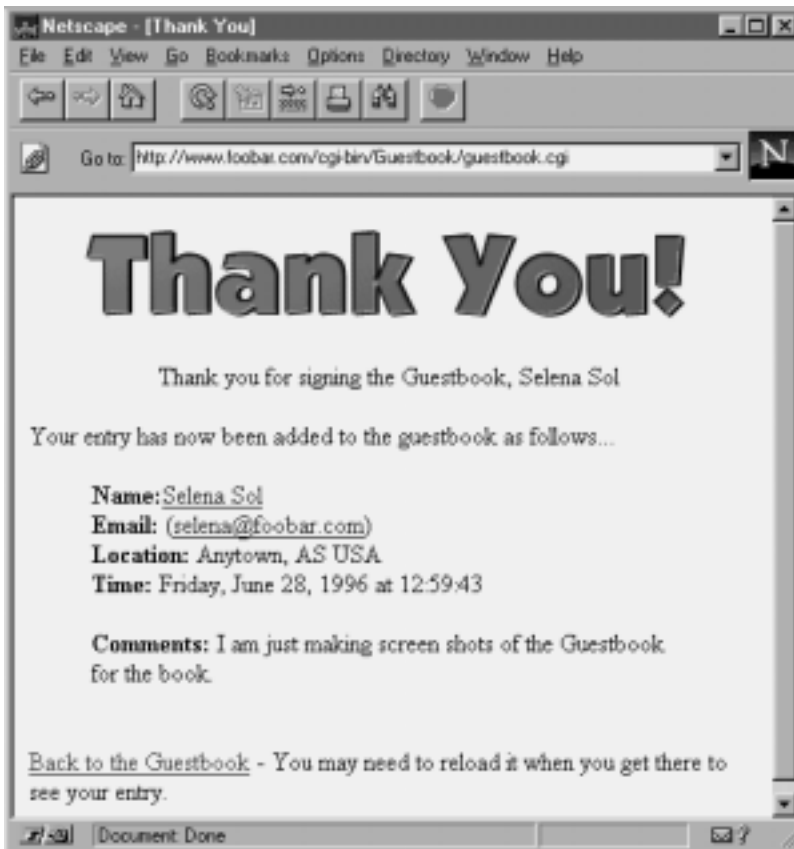 Netscape - [Thank You]
File Edit View Go Bookmarks Options Directory Window Help
Go to: http://www.foobar.com/cgi-bin/Guestbook/guestbook.cgi
N
Thank You!
Thank you for signing the Guestbook, Selena Sol
Your entry has now been added to the guestbook as follows...
Name:Selena Sol
Email: (selena@foobar.com)
Location: Anytown, AS USA
Time: Friday, June 28, 1996 at 12:59:43
Comments: I am just making screen shots of the Guestbook
for the book.
Back to the Guestbook - You may need to reload it when you get there to
see your entry.
Document: Done